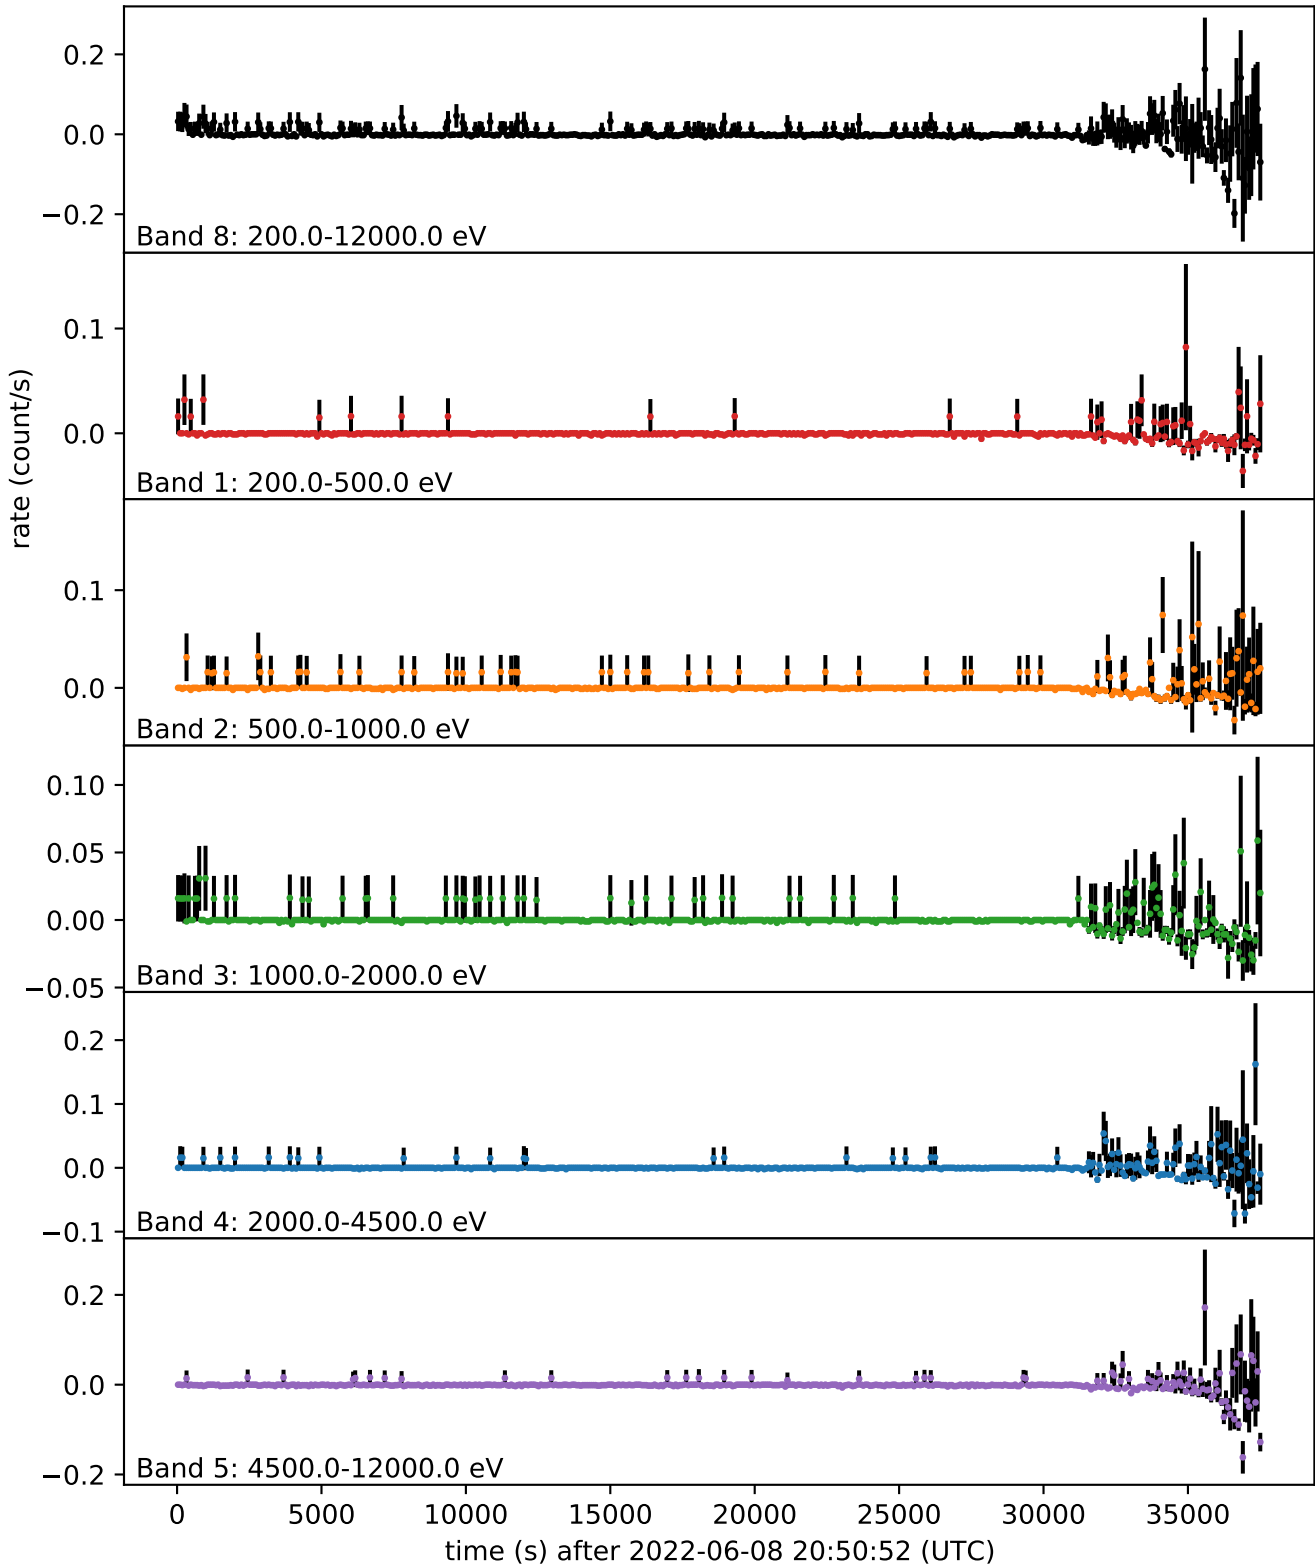 0.2
0.0
−0.2
Band 8: 200.0-12000.0 eV
0.1
0.0
Band 1: 200.0-500.0 eV
rate (count/s)
0.1
0.0
Band 2: 500.0-1000.0 eV
0.10
0.05
0.00
−0.05
Band 3: 1000.0-2000.0 eV
0.2
0.1
0.0
−0.1
Band 4: 2000.0-4500.0 eV
0.2
0.0
−0.2
Band 5: 4500.0-12000.0 eV
0 5000 10000 15000 20000 25000 30000 35000
time (s) after 2022-06-08 20:50:52 (UTC)